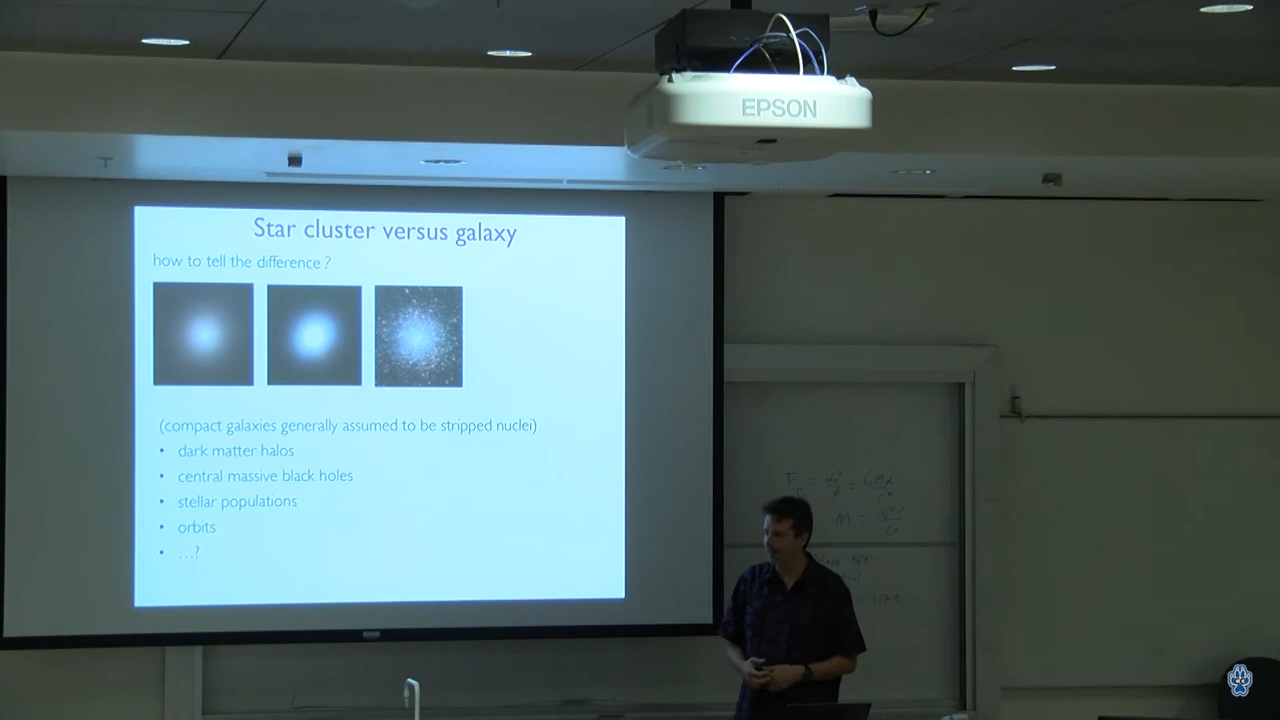 EPSON
Star cluster versus galaxy
how to tell the difference ?
(compact galaxies generally assumed to be stripped nuclei)
• dark matter halos
• central massive black holes
• stellar populations
• orbits
• ...?